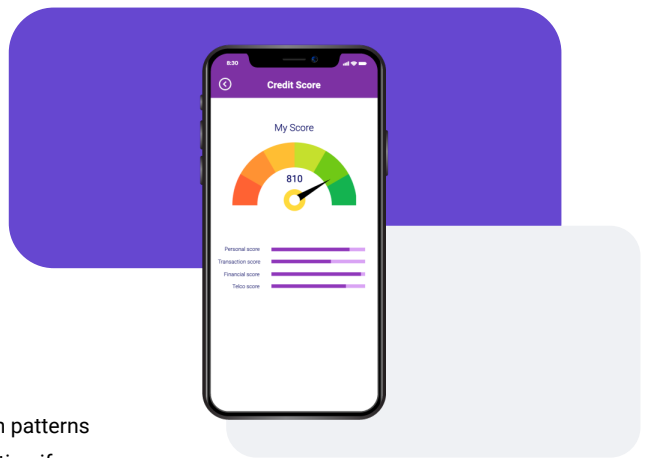 8:30
Credit Score
My Score
810
Personal score
Transaction score
Financial score
Telco score
patterns